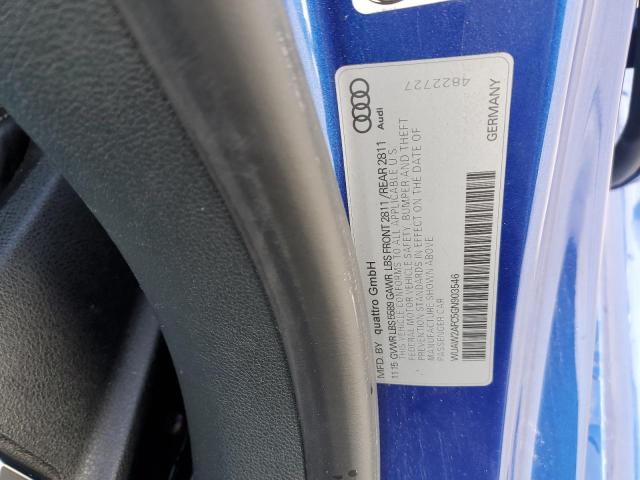 Audi
4822727
MFD. BY quattro GmbH
11 15 GVWR LBS 5589 GAWR LBS FRONT 2811/REAR 2811
THIS VEHICLE CONFORMS TO ALL APPLICABLE U.S.
FEDERAL MOTOR VEHICLE SAFETY, BUMPER AND THEFT
PREVENTION STANDARDS IN EFFECT ON THE DATE OF
MANUFACTURE SHOWN ABOVE
PASSENGER CAR
WUAW2AFC5GN903546
GERMANY